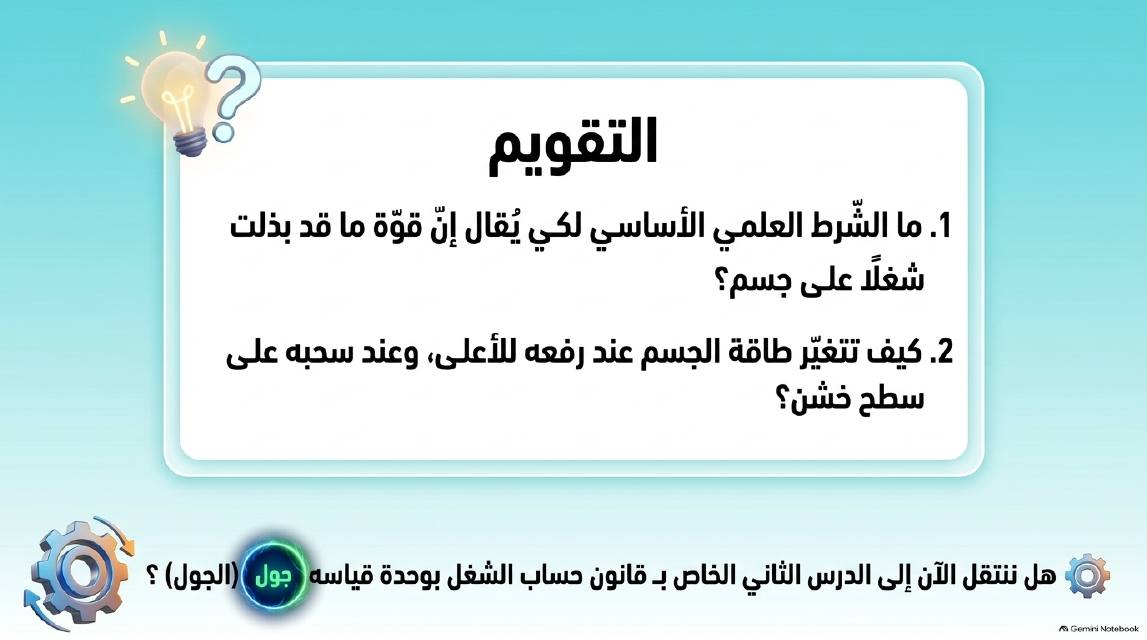 التقويم
1. ما الشّرط العلمي الأساسي لكي يُقال إنّ قوّة ما قد بذلت
شغلًا على جسم؟
2. كيف تتغيّر طاقة الجسم عند رفعه للأعلى، وعند سحبه على
سطح خشن؟
هل ننتقل الآن إلى الدرس الثاني الخاص بـ قانون حساب الشغل بوحدة قياسه جول (الجول) ؟
Gemini Notebook